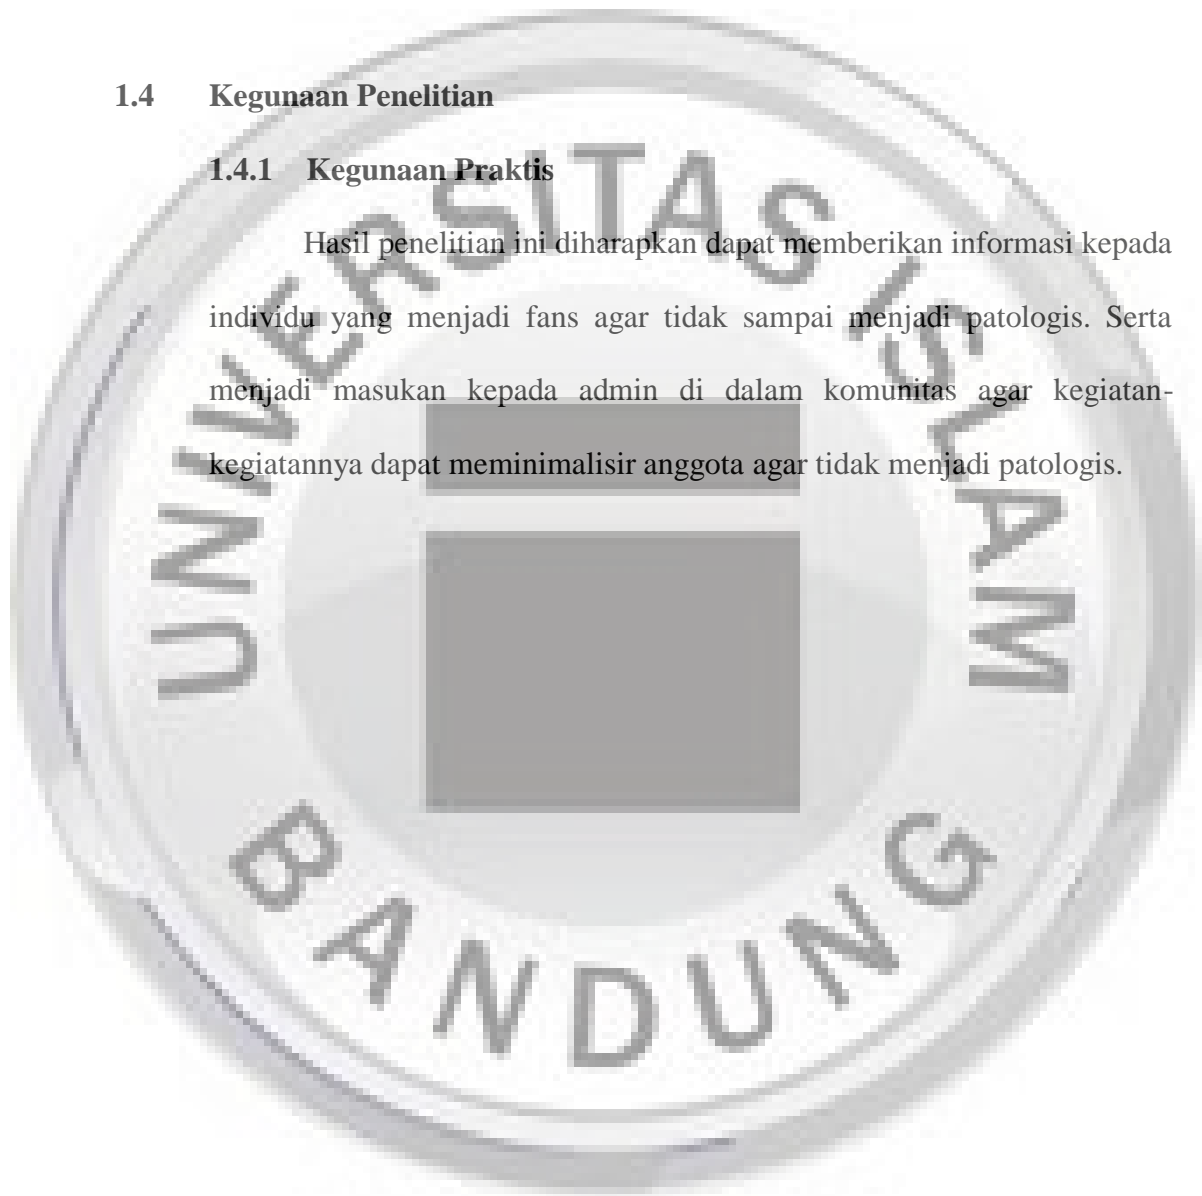 1.4 Kegunaan Penelitian
1.4.1 Kegunaan Praktis
Hasil penelitian ini diharapkan dapat memberikan informasi kepada
individu yang menjadi fans agar tidak sampai menjadi patologis. Serta
menjadi masukan kepada admin di dalam komunitas agar kegiatan-
kegiatannya dapat meminimalisir anggota agar tidak menjadi patologis.
UNIVERSITAS ISLAM
BANDUNG